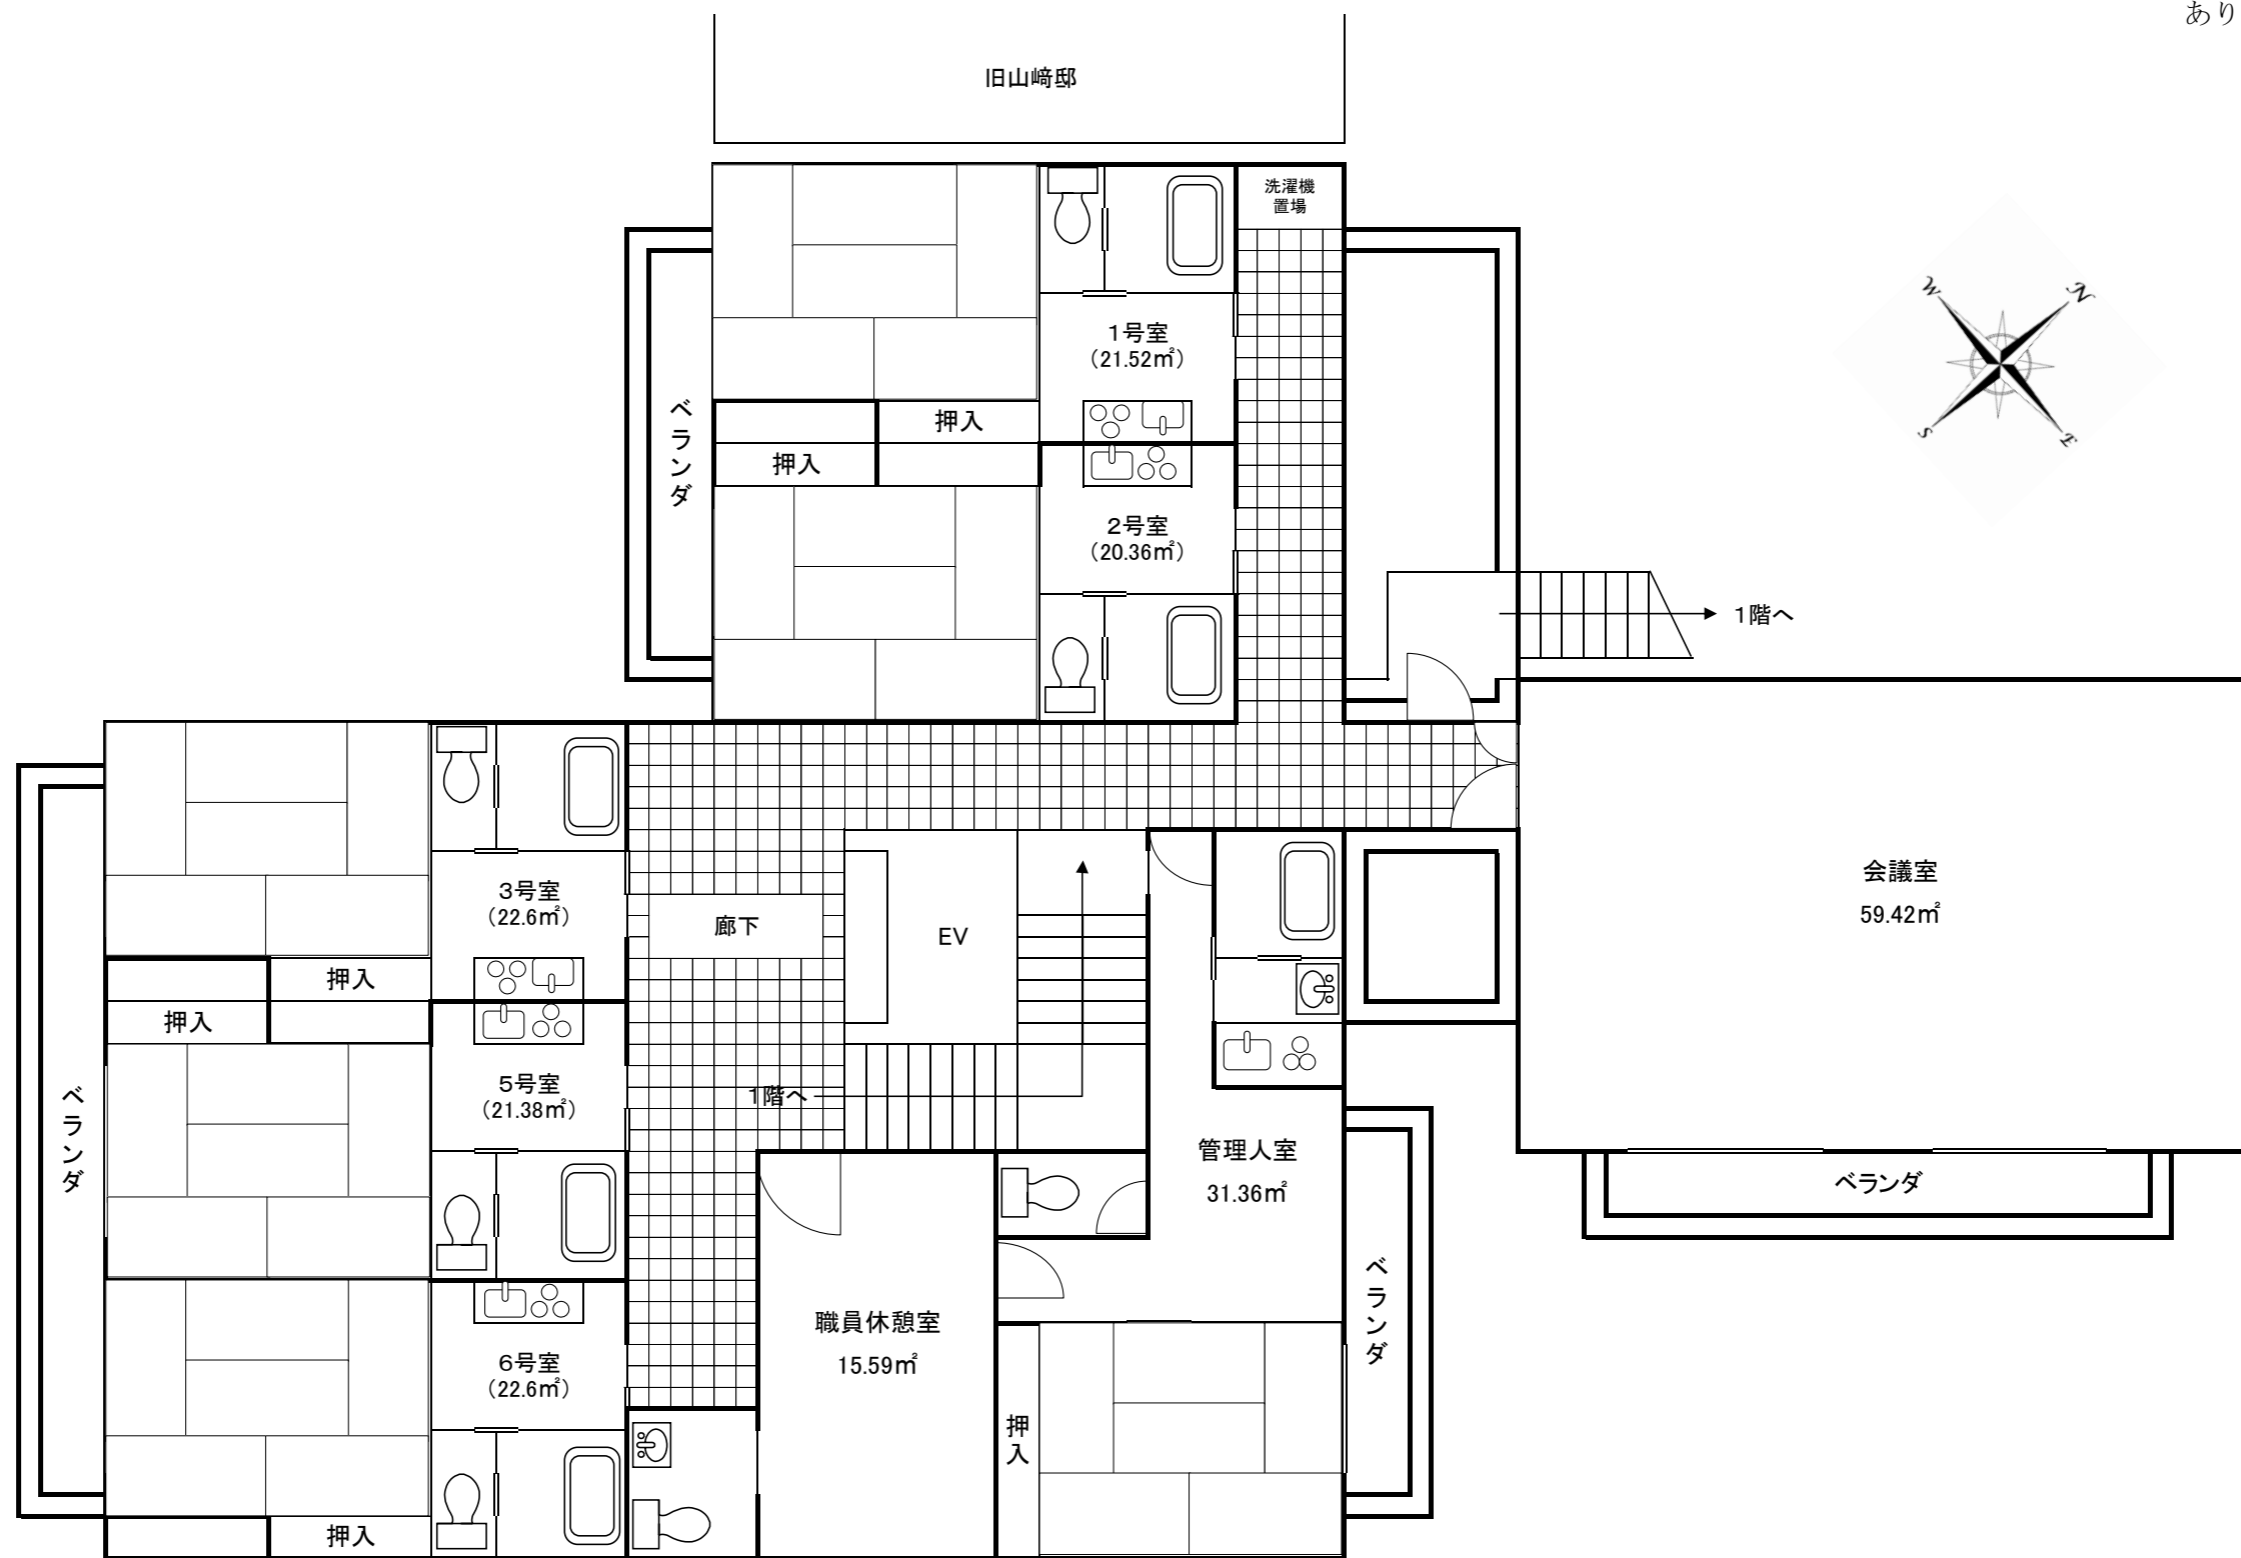 あり
旧山﨑邸
洗濯機
置場
W
N
S
E
1号室
（21.52㎡）
押入
押入
ベランダ
2号室
（20.36㎡）
1階へ
3号室
（22.6㎡）
廊下
EV
会議室
59.42㎡
押入
押入
5号室
（21.38㎡）
1階へ
ベランダ
管理人室
31.36㎡
ベランダ
ベランダ
職員休憩室
15.59㎡
6号室
（22.6㎡）
押入
押入